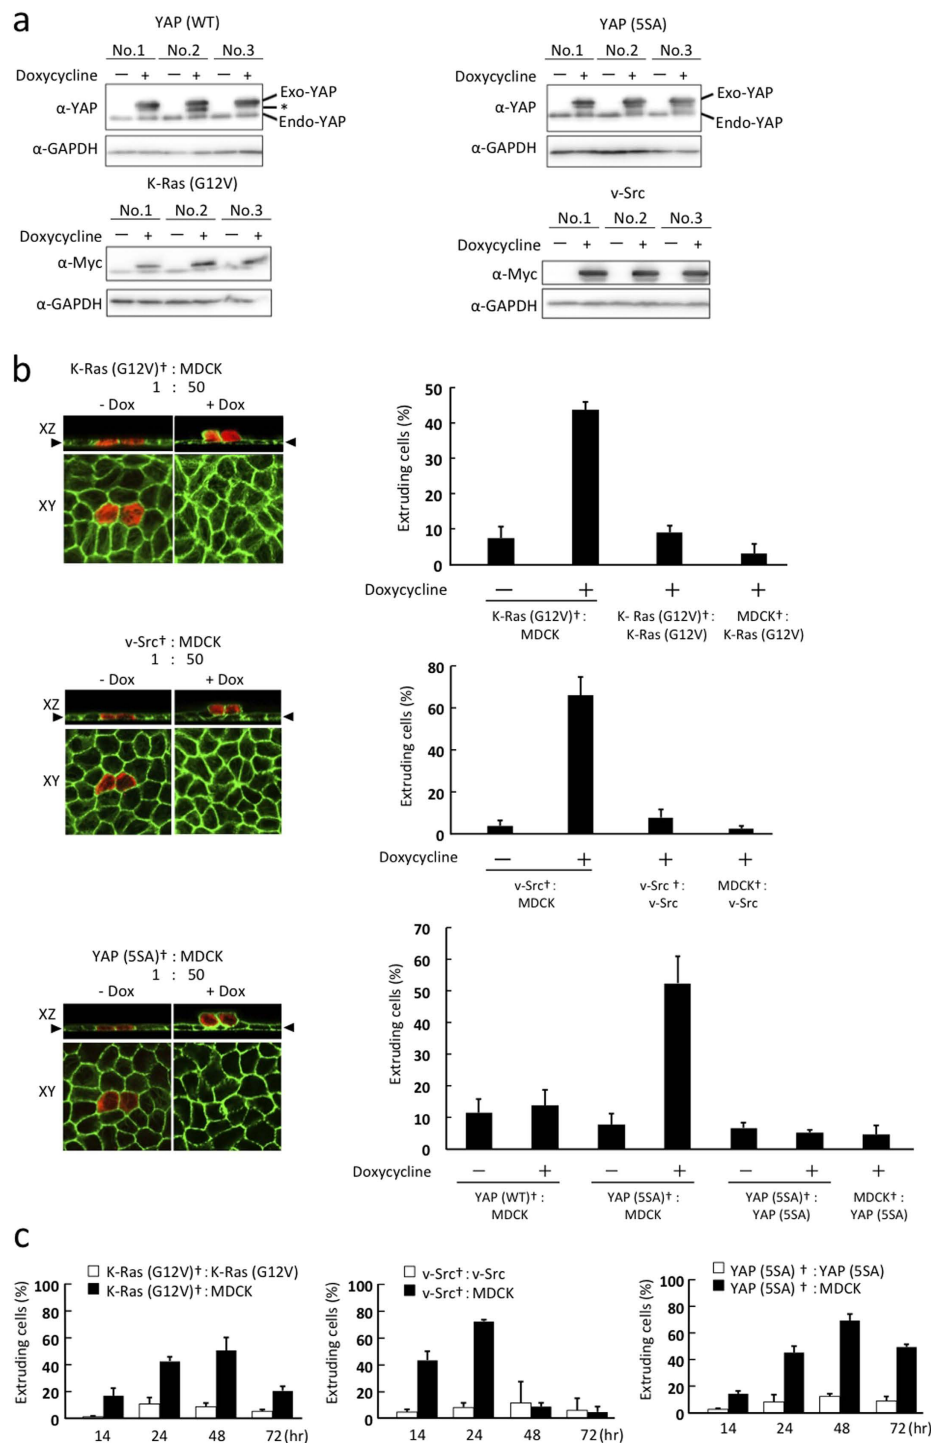 a
YAP (WT)
No.1 No.2 No.3
Doxycycline — + — + — +
α-YAP
Exo-YAP
*
Endo-YAP
α-GAPDH
YAP (5SA)
No.1 No.2 No.3
Doxycycline — + — + — +
α-YAP
Exo-YAP
Endo-YAP
α-GAPDH
K-Ras (G12V)
No.1 No.2 No.3
Doxycycline — + — + — +
α-Myc
α-GAPDH
v-Src
No.1 No.2 No.3
Doxycycline — + — + — +
α-Myc
α-GAPDH
b
K-Ras (G12V)† : MDCK
1 : 50
- Dox + Dox
XZ
XY
Extruding cells (%)
50
40
30
20
10
0
Doxycycline — + + +
K-Ras (G12V)† : K- Ras (G12V)† : MDCK† :
MDCK K-Ras (G12V) K-Ras (G12V)
v-Src† : MDCK
1 : 50
- Dox + Dox
XZ
XY
Extruding cells (%)
80
60
40
20
0
Doxycycline — + + +
v-Src† : v-Src † : MDCK† :
MDCK v-Src v-Src
YAP (5SA)† : MDCK
1 : 50
- Dox + Dox
XZ
XY
Extruding cells (%)
70
60
50
40
30
20
10
0
Doxycycline — + — + — + +
YAP (WT)† : YAP (5SA)† : YAP (5SA)† : MDCK† :
MDCK MDCK YAP (5SA) YAP (5SA)
c
K-Ras (G12V)† : K-Ras (G12V)
K-Ras (G12V)† : MDCK
Extruding cells (%)
100
80
60
40
20
0
14 24 48 72 (hr)
v-Src† : v-Src
v-Src† : MDCK
Extruding cells (%)
100
80
60
40
20
0
14 24 48 72 (hr)
YAP (5SA) † : YAP (5SA)
YAP (5SA) † : MDCK
Extruding cells (%)
100
80
60
40
20
0
14 24 48 72 (hr)